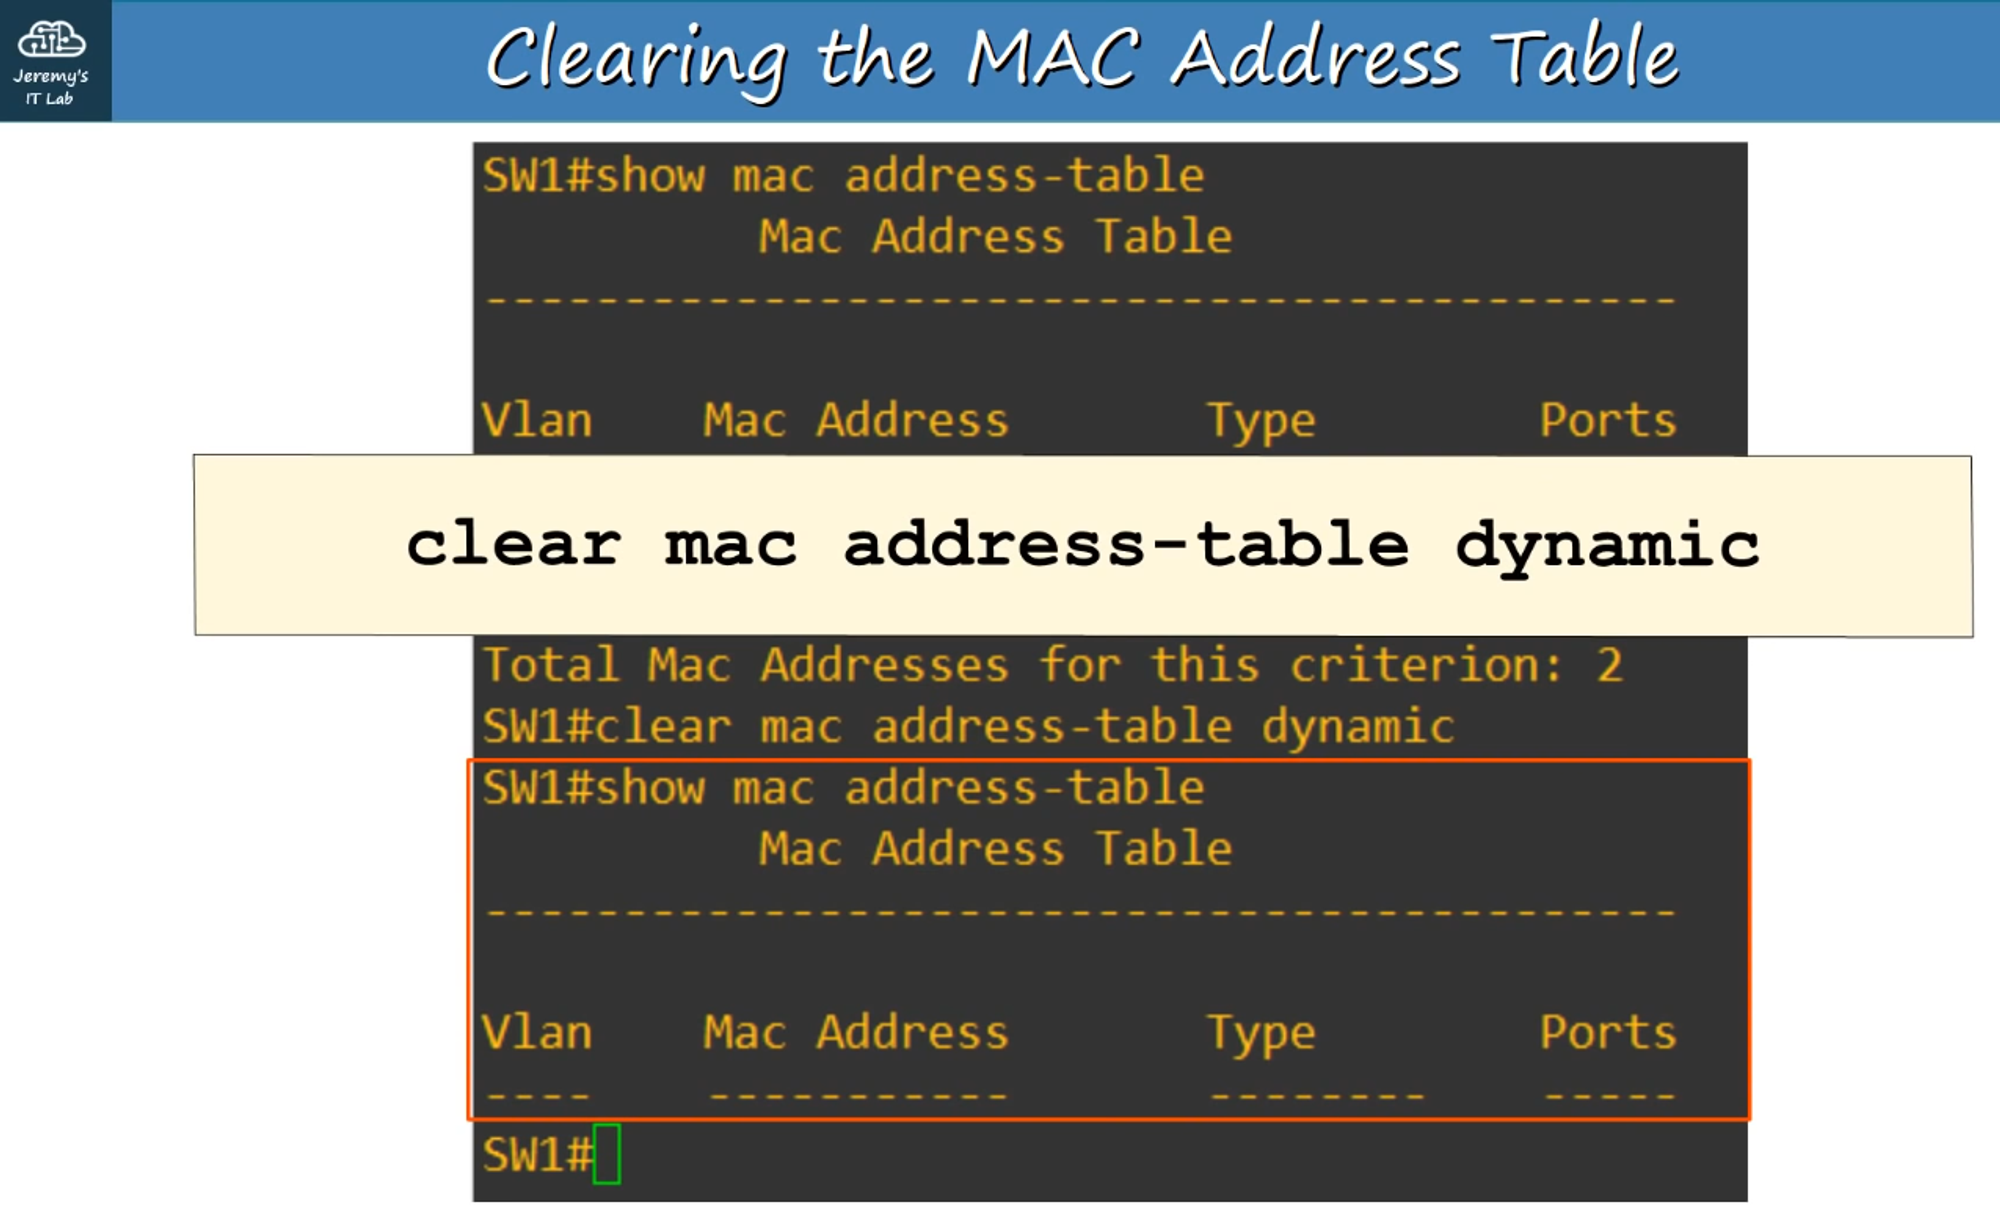 Jeremy's
IT Lab
Clearing the MAC Address Table
SW1#show mac address-table
Mac Address Table
-------------------------------------------
Vlan    Mac Address       Type        Ports
clear mac address-table dynamic
Total Mac Addresses for this criterion: 2
SW1#clear mac address-table dynamic
SW1#show mac address-table
Mac Address Table
-------------------------------------------
Vlan    Mac Address       Type        Ports
----    -----------       --------    -----
SW1#